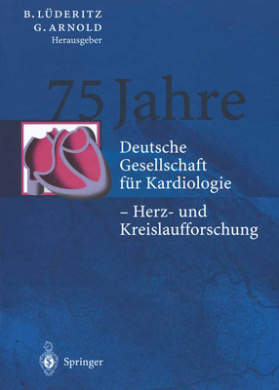 B. LÜDERITZ
G. ARNOLD
Herausgeber
75 Jahre
Deutsche
Gesellschaft
für Kardiologie
– Herz- und
Kreislaufforschung
Springer